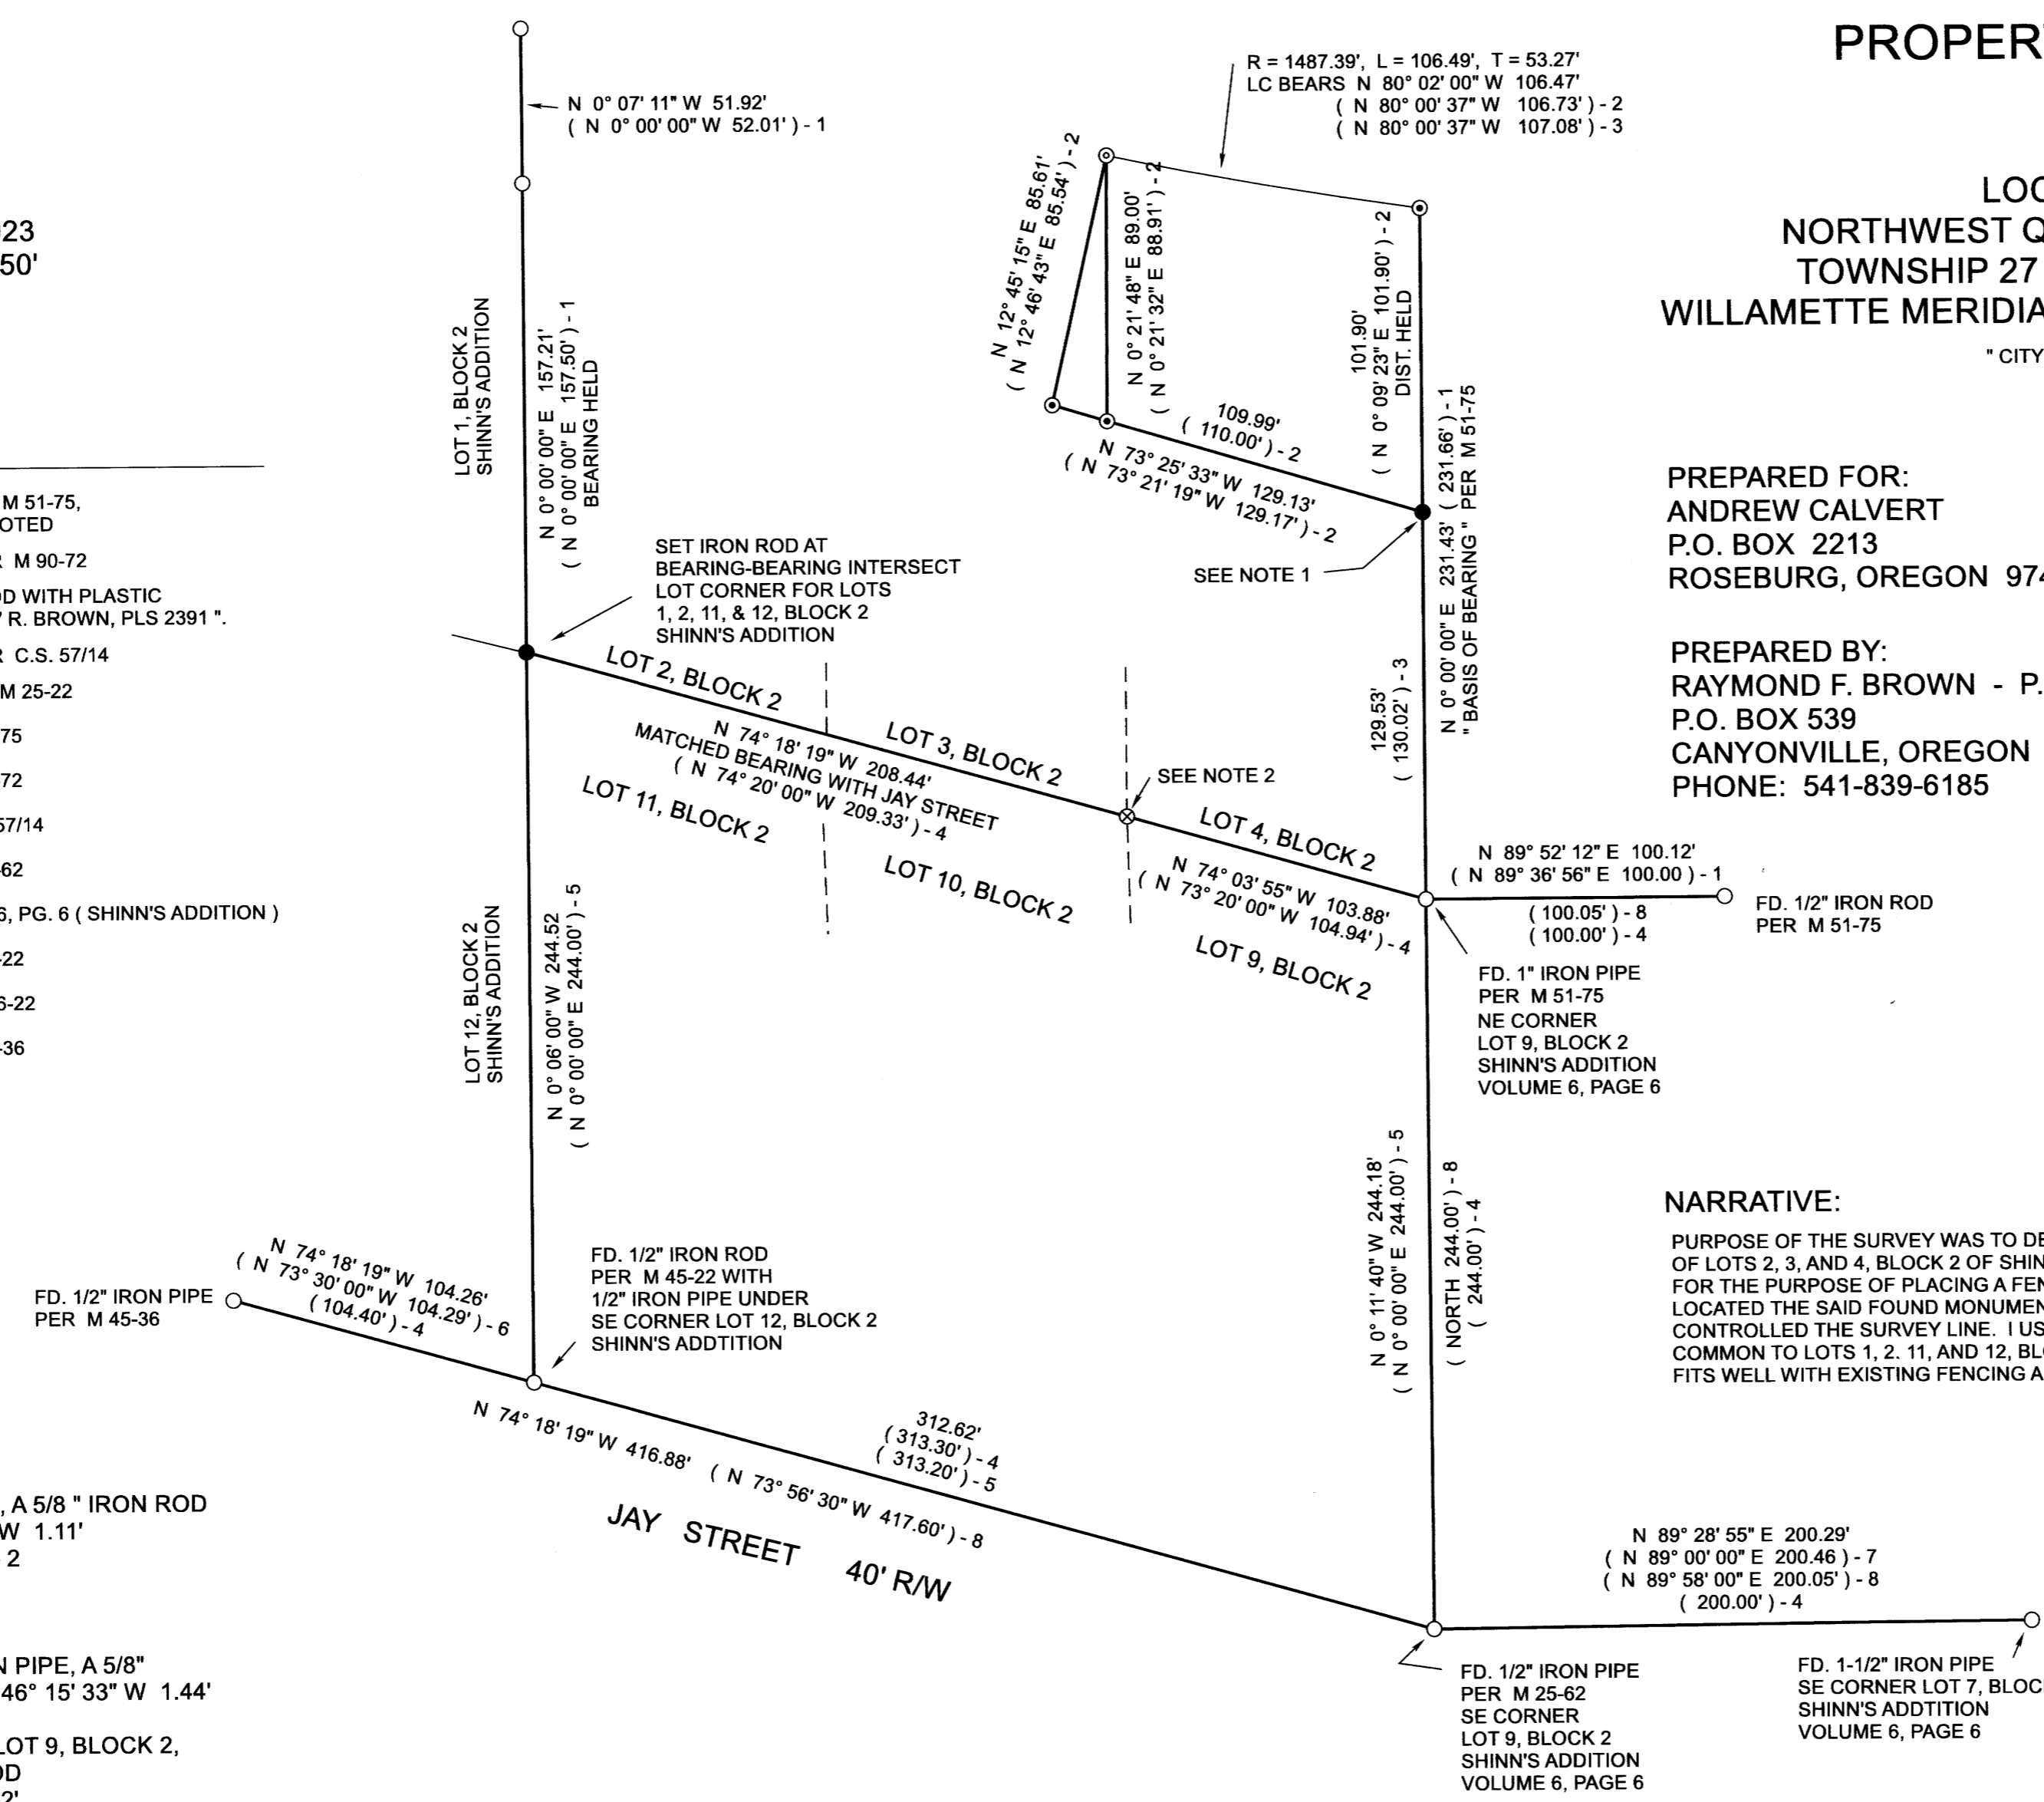 PROPER
LOC
NORTHWEST Q
TOWNSHIP 27
WILLAMETTE MERIDIA
" CITY
PREPARED FOR:
ANDREW CALVERT
P.O. BOX 2213
ROSEBURG, OREGON 974
PREPARED BY:
RAYMOND F. BROWN - P.
P.O. BOX 539
CANYONVILLE, OREGON
PHONE: 541-839-6185
23
50'
M 51-75,
OTED
R M 90-72
OD WITH PLASTIC
" R. BROWN, PLS 2391 ".
R C.S. 57/14
M 25-22
75
72
57/14
62
6, PG. 6 ( SHINN'S ADDITION )
-22
6-22
-36
, A 5/8 " IRON ROD
W 1.11'
2
N PIPE, A 5/8"
46° 15' 33" W 1.44'
LOT 9, BLOCK 2,
OD
2'
N 0° 07' 11" W 51.92'
( N 0° 00' 00" W 52.01' ) - 1
R = 1487.39', L = 106.49', T = 53.27'
LC BEARS N 80° 02' 00" W 106.47'
( N 80° 00' 37" W 106.73' ) - 2
( N 80° 00' 37" W 107.08' ) - 3
N 12° 45' 15" E 85.61'
( N 12° 46' 43" E 85.54' ) - 2
N 0° 21' 48" E 89.00'
( N 0° 21' 32" E 88.91' ) - 2
101.90'
( N 0° 09' 23" E 101.90' ) - 2
DIST. HELD
109.99'
( 110.00' ) - 2
N 73° 25' 33" W 129.13'
( N 73° 21' 19" W 129.17' ) - 2
SEE NOTE 1
N 0° 00' 00" E 231.43' ( 231.66' ) - 1
" BASIS OF BEARING " PER M 51-75
129.53'
( 130.02' ) - 3
LOT 1, BLOCK 2
SHINN'S ADDITION
N 0° 00' 00" E 157.21'
( N 0° 00' 00" E 157.50' ) - 1
BEARING HELD
SET IRON ROD AT
BEARING-BEARING INTERSECT
LOT CORNER FOR LOTS
1, 2, 11, & 12, BLOCK 2
SHINN'S ADDITION
LOT 2, BLOCK 2
LOT 3, BLOCK 2
LOT 4, BLOCK 2
N 74° 18' 19" W 208.44'
MATCHED BEARING WITH JAY STREET
( N 74° 20' 00" W 209.33' ) - 4
SEE NOTE 2
N 74° 03' 55" W 103.88'
( N 73° 20' 00" W 104.94' ) - 4
LOT 11, BLOCK 2
LOT 10, BLOCK 2
LOT 9, BLOCK 2
N 89° 52' 12" E 100.12'
( N 89° 36' 56" E 100.00 ) - 1
( 100.05' ) - 8
( 100.00' ) - 4
FD. 1/2" IRON ROD
PER M 51-75
FD. 1" IRON PIPE
PER M 51-75
NE CORNER
LOT 9, BLOCK 2
SHINN'S ADDITION
VOLUME 6, PAGE 6
LOT 12, BLOCK 2
SHINN'S ADDITION
N 0° 06' 00" W 244.52
( N 0° 00' 00" E 244.00' ) - 5
N 0° 11' 40" W 244.18'
( N 0° 00' 00" E 244.00' ) - 5
( NORTH 244.00' ) - 8
( 244.00' ) - 4
NARRATIVE:
PURPOSE OF THE SURVEY WAS TO DE
OF LOTS 2, 3, AND 4, BLOCK 2 OF SHIN
FOR THE PURPOSE OF PLACING A FEN
LOCATED THE SAID FOUND MONUMEN
CONTROLLED THE SURVEY LINE. I US
COMMON TO LOTS 1, 2. 11, AND 12, BLO
FITS WELL WITH EXISTING FENCING A
N 74° 18' 19" W 104.26'
( N 73° 30' 00" W 104.29' ) - 6
( 104.40' ) - 4
FD. 1/2" IRON PIPE
PER M 45-36
FD. 1/2" IRON ROD
PER M 45-22 WITH
1/2" IRON PIPE UNDER
SE CORNER LOT 12, BLOCK 2
SHINN'S ADDTITION
312.62'
( 313.30' ) - 4
( 313.20' ) - 5
N 74° 18' 19" W 416.88' ( N 73° 56' 30" W 417.60' ) - 8
JAY STREET 40' R/W
N 89° 28' 55" E 200.29'
( N 89° 00' 00" E 200.46 ) - 7
( N 89° 58' 00" E 200.05' ) - 8
( 200.00' ) - 4
FD. 1/2" IRON PIPE
PER M 25-62
SE CORNER
LOT 9, BLOCK 2
SHINN'S ADDITION
VOLUME 6, PAGE 6
FD. 1-1/2" IRON PIPE
SE CORNER LOT 7, BLOC
SHINN'S ADDTITION
VOLUME 6, PAGE 6